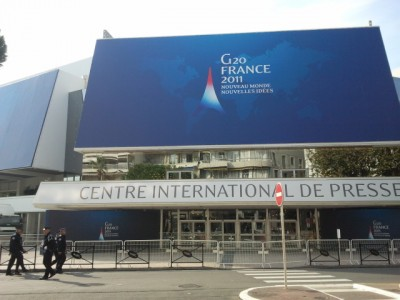 G20
FRANCE
2011
NOUVEAU MONDE
NOUVELLES IDÉES
CENTRE INTERNATIONAL DE PRESSE